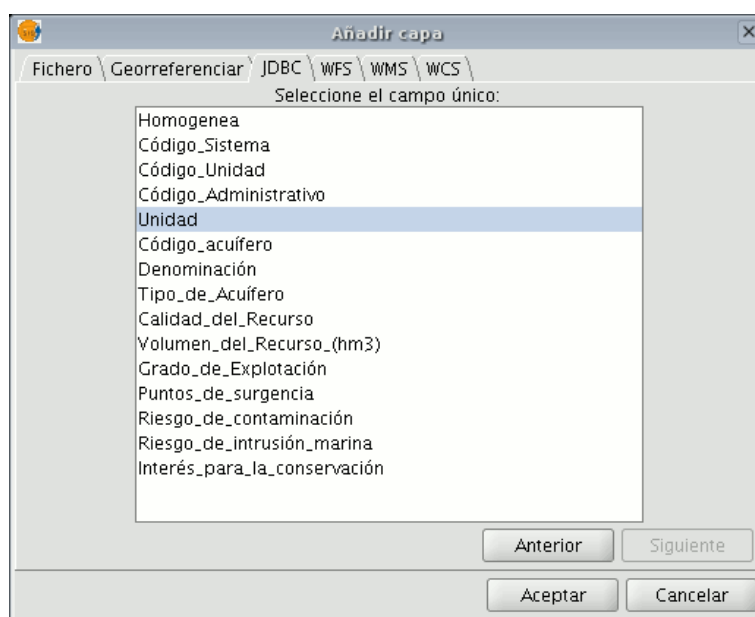 Añadir capa
Fichero Georreferenciar JDBC WFS WMS WCS
Seleccione el campo único:
Homogenea
Código_Sistema
Código_Unidad
Código_Administrativo
Unidad
Código_acuífero
Denominación
Tipo_de_Acuífero
Calidad_del_Recurso
Volumen_del_Recurso_(hm3)
Grado_de_Explotación
Puntos_de_surgencia
Riesgo_de_contaminación
Riesgo_de_intrusión_marina
Interés_para_la_conservación
Anterior Siguiente
Aceptar Cancelar